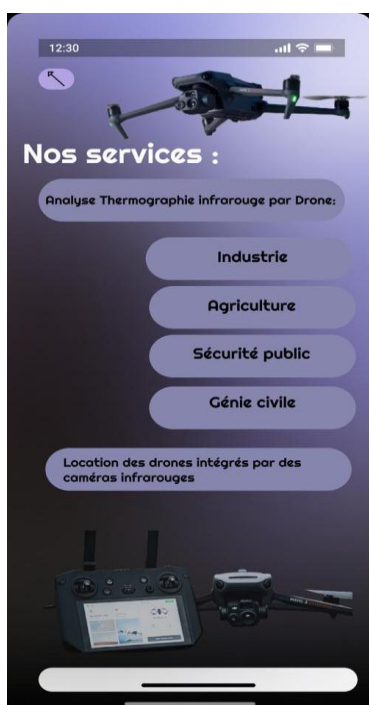 12:30
Nos services :
Analyse Thermographie infrarouge par Drone:
Industrie
Agriculture
Sécurité public
Génie civile
Location des drones intégrés par des
caméras infrarouges